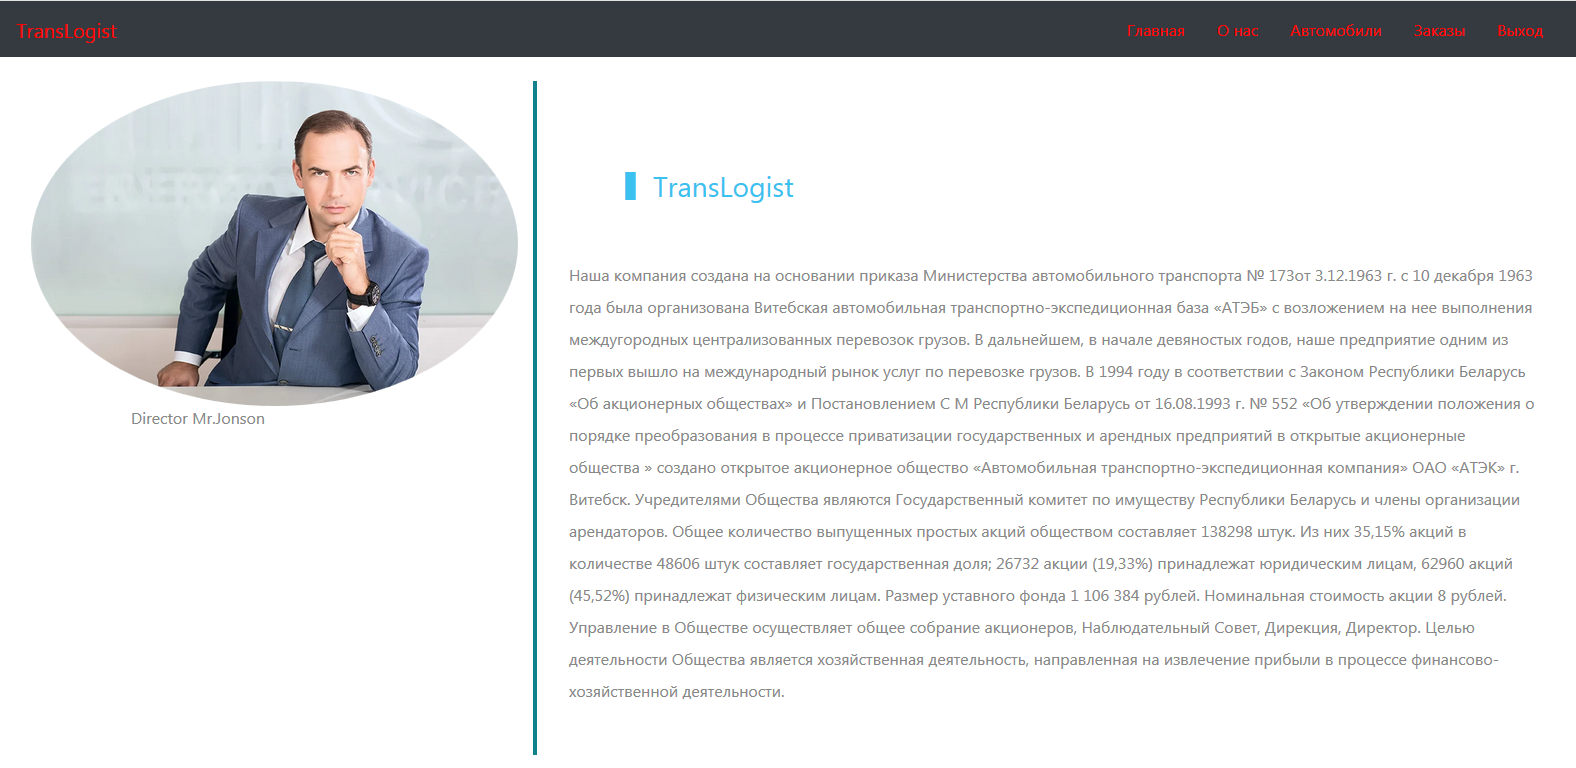 TransLogist
Главная О нас Автомобили Заказы Выход
TransLogist
Director Mr.Jonson
Наша компания создана на основании приказа Министерства автомобильного транспорта № 173от 3.12.1963 г. с 10 декабря 1963
года была организована Витебская автомобильная транспортно-экспедиционная база «АТЭБ» с возложением на нее выполнения
междугородных централизованных перевозок грузов. В дальнейшем, в начале девяностых годов, наше предприятие одним из
первых вышло на международный рынок услуг по перевозке грузов. В 1994 году в соответствии с Законом Республики Беларусь
«Об акционерных обществах» и Постановлением С М Республики Беларусь от 16.08.1993 г. № 552 «Об утверждении положения о
порядке преобразования в процессе приватизации государственных и арендных предприятий в открытые акционерные
общества » создано открытое акционерное общество «Автомобильная транспортно-экспедиционная компания» ОАО «АТЭК» г.
Витебск. Учредителями Общества являются Государственный комитет по имуществу Республики Беларусь и члены организации
арендаторов. Общее количество выпущенных простых акций обществом составляет 138298 штук. Из них 35,15% акций в
количестве 48606 штук составляет государственная доля; 26732 акции (19,33%) принадлежат юридическим лицам, 62960 акций
(45,52%) принадлежат физическим лицам. Размер уставного фонда 1 106 384 рублей. Номинальная стоимость акции 8 рублей.
Управление в Обществе осуществляет общее собрание акционеров, Наблюдательный Совет, Дирекция, Директор. Целью
деятельности Общества является хозяйственная деятельность, направленная на извлечение прибыли в процессе финансово-
хозяйственной деятельности.